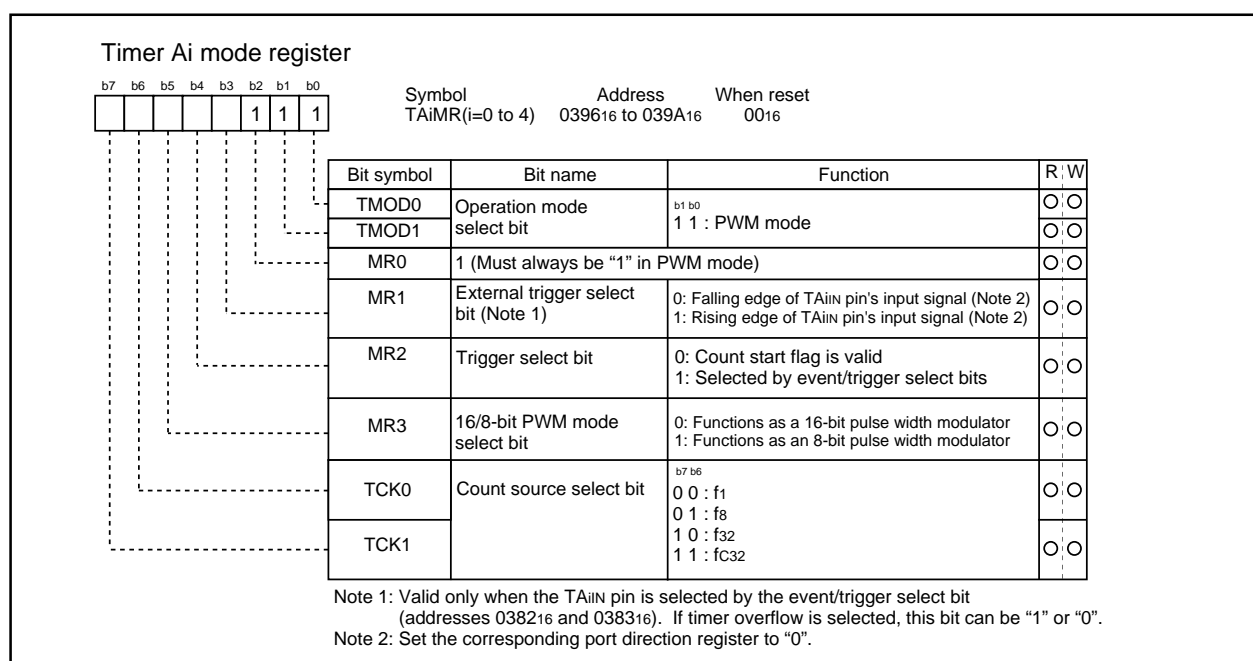 Timer Ai mode register
b7 b6 b5 b4 b3 b2 b1 b0
1 1 1
Symbol Address When reset
TAiMR(i=0 to 4) 039616 to 039A16 0016
Bit symbol Bit name Function R W
TMOD0 Operation mode select bit b1 b0
TMOD1 1 1 : PWM mode
MR0 1 (Must always be “1” in PWM mode)
MR1 External trigger select bit (Note 1) 0: Falling edge of TAiIN pin's input signal (Note 2)
1: Rising edge of TAiIN pin's input signal (Note 2)
MR2 Trigger select bit 0: Count start flag is valid
1: Selected by event/trigger select bits
MR3 16/8-bit PWM mode select bit 0: Functions as a 16-bit pulse width modulator
1: Functions as an 8-bit pulse width modulator
b7 b6
TCK0 Count source select bit 0 0 : f1
0 1 : f8
TCK1 1 0 : f32
1 1 : fC32
Note 1: Valid only when the TAiIN pin is selected by the event/trigger select bit
(addresses 038216 and 038316). If timer overflow is selected, this bit can be “1” or “0”.
Note 2: Set the corresponding port direction register to “0”.